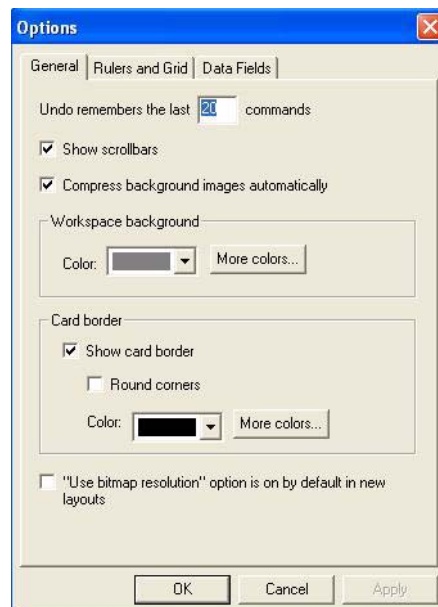 Options
General Rulers and Grid Data Fields
Undo remembers the last 20 commands
Show scrollbars
Compress background images automatically
Workspace background
Color: More colors...
Card border
Show card border
Round corners
Color: More colors...
"Use bitmap resolution" option is on by default in new
layouts
OK Cancel Apply